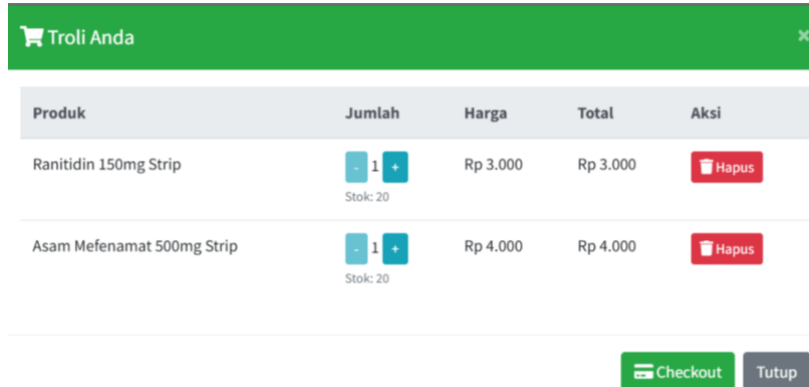 Troli Anda ×
Produk Jumlah Harga Total Aksi
Ranitidin 150mg Strip - 1 + Rp 3.000 Rp 3.000 Hapus
Stok: 20
Asam Mefenamat 500mg Strip - 1 + Rp 4.000 Rp 4.000 Hapus
Stok: 20
Checkout Tutup